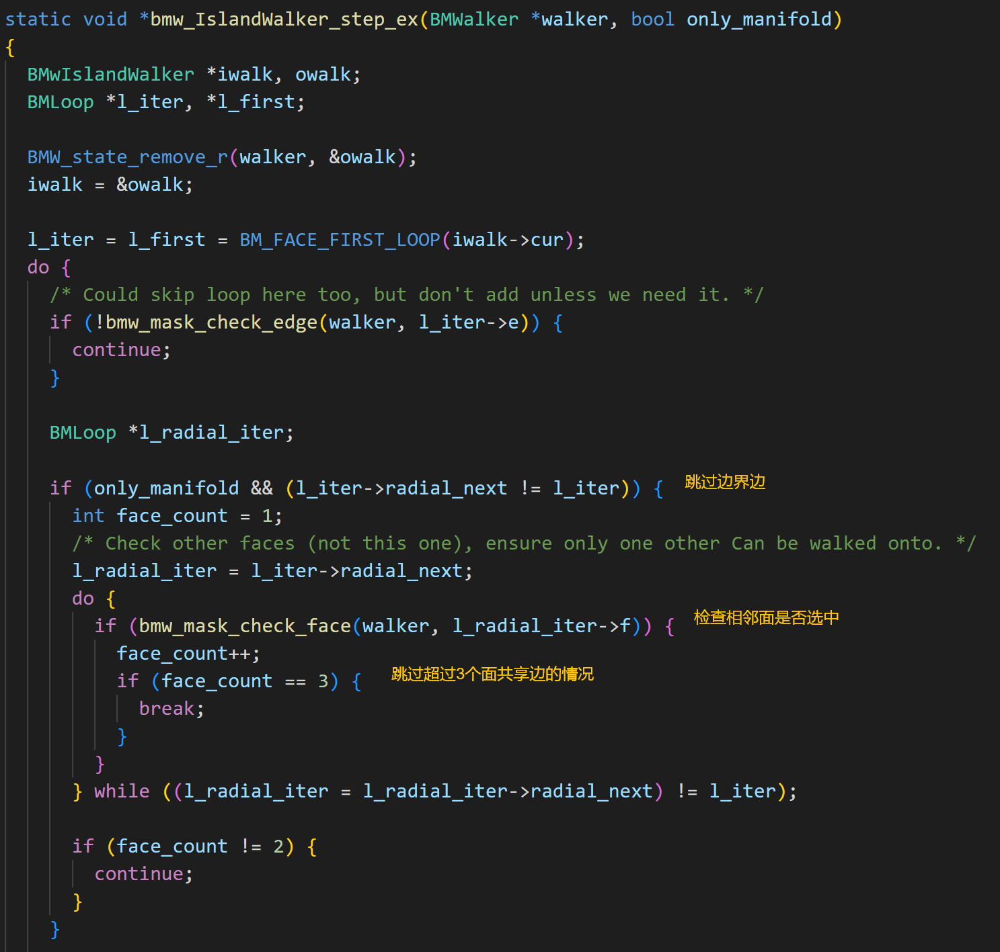 static void *bmw_IslandWalker_step_ex(BMWalker *walker, bool only_manifold)
{
  BMwIslandWalker *iwalk, owalk;
  BMLoop *l_iter, *l_first;

  BMW_state_remove_r(walker, &owalk);
  iwalk = &owalk;

  l_iter = l_first = BM_FACE_FIRST_LOOP(iwalk->cur);
  do {
    /* Could skip loop here too, but don't add unless we need it. */
    if (!bmw_mask_check_edge(walker, l_iter->e)) {
      continue;
    }

    BMLoop *l_radial_iter;

    if (only_manifold && (l_iter->radial_next != l_iter)) { 跳过边界边
      int face_count = 1;
      /* Check other faces (not this one), ensure only one other Can be walked onto. */
      l_radial_iter = l_iter->radial_next;
      do {
        if (bmw_mask_check_face(walker, l_radial_iter->f)) { 检查相邻面是否选中
          face_count++;
          if (face_count == 3) { 跳过超过3个面共享边的情况
            break;
          }
        }
      } while ((l_radial_iter = l_radial_iter->radial_next) != l_iter);

      if (face_count != 2) {
        continue;
      }
    }